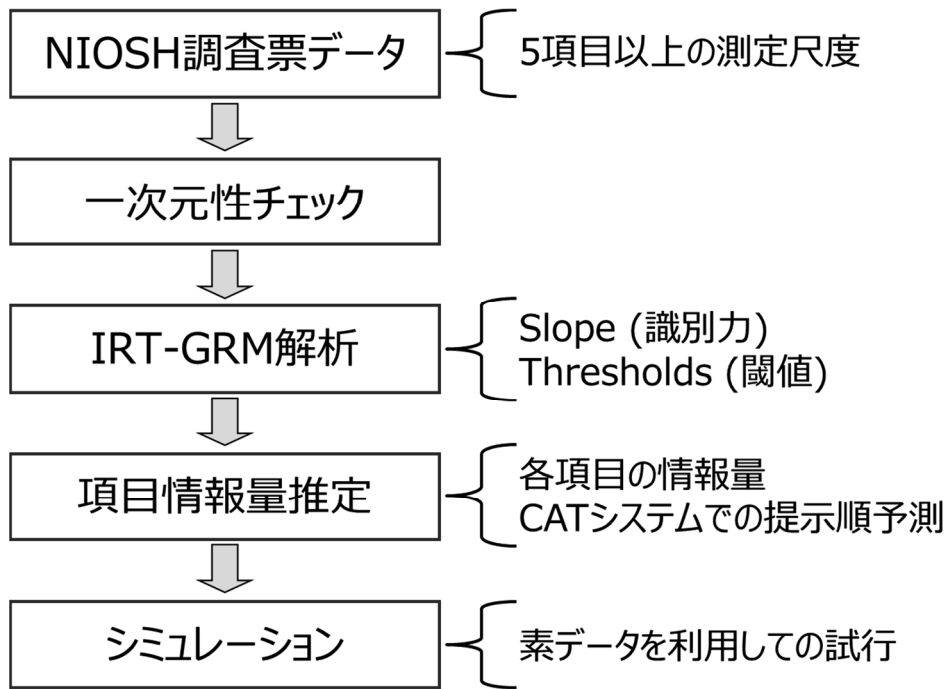 NIOSH調査票データ
5項目以上の測定尺度
一次元性チェック
IRT-GRM解析
Slope (識別力)
Thresholds (閾値)
項目情報量推定
各項目の情報量
CATシステムでの提示順予測
シミュレーション
素データを利用しての試行